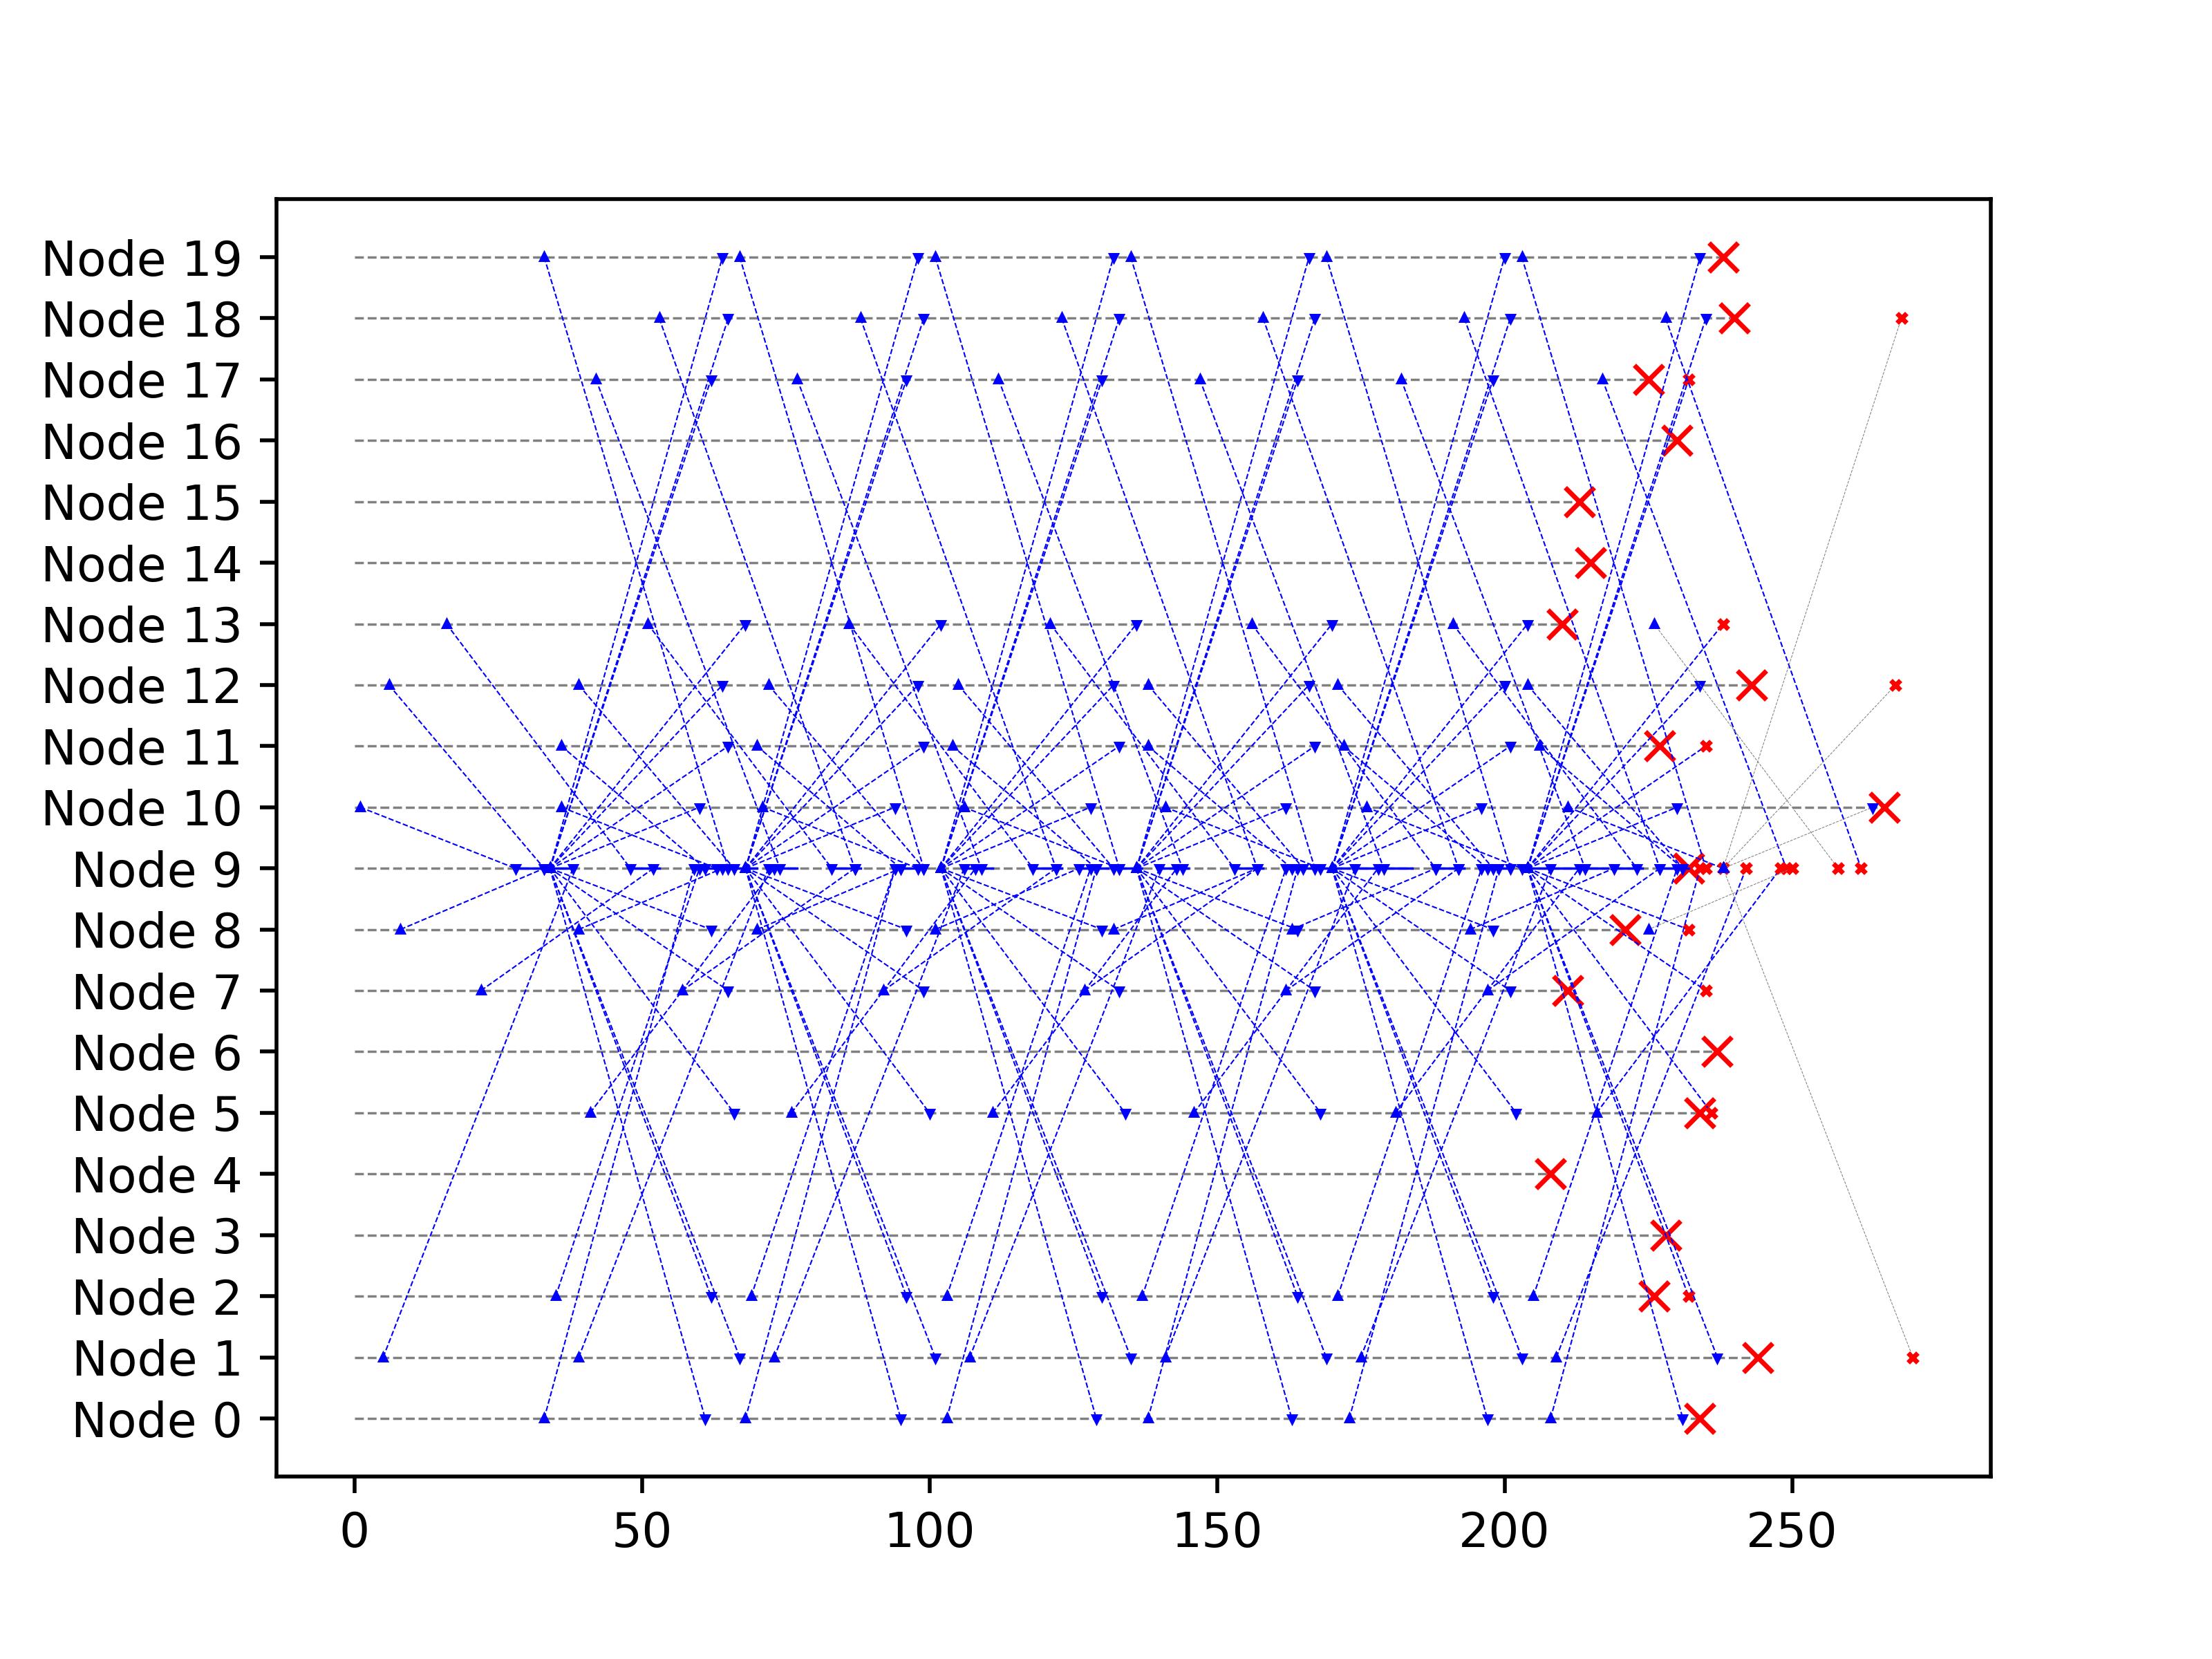 Node 19
Node 18
Node 17
Node 16
Node 15
Node 14
Node 13
Node 12
Node 11
Node 10
Node 9
Node 8
Node 7
Node 6
Node 5
Node 4
Node 3
Node 2
Node 1
Node 0
0 50 100 150 200 250